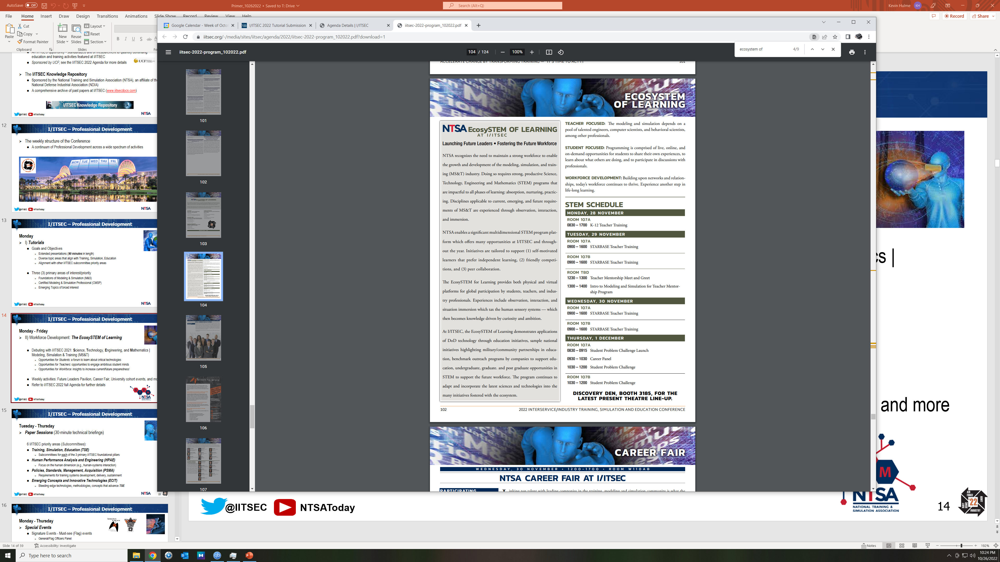 AutoSave Off
Primer_10262022 • Saved to T: Drive
Search (Alt+Q)
Kevin Hulme KH
File Home Insert Draw Design Transitions Animations Slide Show Record Review View Help
Record Share
Paste
Cut
Copy
Format Painter
Clipboard
New Slide
Reuse Slides
Layout
Reset
Section
Slides
B I U S ab
Google Calendar - Week of Octo
I/ITSEC 2022 Tutorial Submission
Agenda Details | I/ITSEC
iitsec-2022-program_102022.pdf
iitsec.org/-/media/sites/iitsec/agenda/2022/iitsec-2022-program_102022.pdf?download=1
iitsec-2022-program_102022.pdf
104 / 124
100%
ecosystem of 4/9
An I/ITSEC opportunity - standardized unit of measurement to quantify continuing
education and training activities featured at I/ITSEC
Sponsored by UCF; see the I/ITSEC 2022 Agenda for more details
UCF
The I/ITSEC Knowledge Repository
Sponsored by the National Training and Simulation Association (NTSA), an affiliate of th
National Defense Industrial Association (NDIA)
A comprehensive archive of past papers at I/ITSEC (www.iitsecdocs.com)
I/ITSEC Knowledge Repository
@IITSEC NTSAToday NTSA
12
I/ITSEC – Professional Development
The weekly structure of the Conference
A continuum of Professional Development across a wide spectrum of activities
MON TUE WED THU FRI
@IITSEC NTSAToday NTSA
13
I/ITSEC – Professional Development
Monday
I) Tutorials
Goals and Objectives
Extended presentations (90 minutes in length)
Diverse topic areas that align with Training, Simulation, Education
Alignment with other I/ITSEC subcommittee priority areas
Three (3) primary areas of interest/priority
Foundations of Modeling & Simulation (M&S)
Certified Modeling & Simulation Professional (CMSP)
Emerging Topics of broad interest
@IITSEC NTSAToday NTSA
14
I/ITSEC – Professional Development
Monday - Friday
II) Workforce Development: The EcosySTEM of Learning
Debuting with I/ITSEC 2021: Science, Technology, Engineering, and Mathematics |
Modeling, Simulation & Training (MS&T)
Opportunities for Students: a forum to learn about critical technologies
Opportunities for Teachers: opportunities to engage ambitious student minds
Opportunities for Workforce: insights to increase current/future preparedness'
Weekly activities: Future Leaders Pavilion, Career Fair, University cohort events, and mo
Refer to I/ITSEC 2022 full Agenda for further details
@IITSEC NTSAToday NTSA
15
I/ITSEC – Professional Development
Tuesday - Thursday
Paper Sessions (30-minute technical briefings)
6 I/ITSEC priority areas (Subcommittees):
Training, Simulation, Education (TSE)
Subcommittees for each of the 3 primary I/ITSEC foundational pillars
Human Performance Analysis and Engineering (HPAE)
Focus on the human dimension (e.g., human-systems interaction)
Policies, Standards, Management, Acquisition (PSMA)
Requirements for training systems development, delivery, sustainment
Emerging Concepts and Innovative Technologies (ECIT)
Bleeding-edge technologies, methodologies, concepts that advance TSE
@IITSEC NTSAToday NTSA 15
16
I/ITSEC – Professional Development
Monday - Thursday
Special Events
Signature Events - Must-see (Flag) events
General/Flag Officers Panel
101
102
103
104
105
106
107
ACCELERATE CHANGE BY TRANSFORMING TRAINING — IT'S TIME TO ACT!! 101
ECOSYSTEM
OF LEARNING
NTSA EcosySTEM OF LEARNING
AT I/ITSEC
Launching Future Leaders • Fostering the Future Workforce
NTSA recognizes the need to maintain a strong workforce to enable
the growth and development of the modeling, simulation, and train-
ing (MS&T) industry. Doing so requires strong, productive Science,
Technology, Engineering and Mathematics (STEM) programs that
are impactful to all phases of learning: absorption, nurturing, practic-
ing. Disciplines applicable to current, emerging, and future require-
ments of MS&T are experienced through observation, interaction,
and immersion.
NTSA enables a significant multidimensional STEM program plat-
form which offers many opportunities at I/ITSEC and through-
out the year. Initiatives are tailored to support (1) self-motivated
learners that prefer independent learning, (2) friendly competi-
tions, and (3) peer collaboration.
The EcosySTEM for Learning provides both physical and virtual
platforms for global participation by students, teachers, and indus-
try professionals. Experiences include observation, interaction, and
situation immersion which tax the human sensory systems — which
then becomes knowledge driven by curiosity and ambition.
At I/ITSEC, the EcosySTEM of Learning demonstrates applications
of DoD technology through education initiatives, sample national
initiatives highlighting military/community partnerships in educa-
tion, benchmark outreach programs by companies to support edu-
cation, undergraduate, graduate. and post graduate opportunities in
STEM to support the future workforce. The program continues to
adapt and incorporate the latest sciences and technologies into the
many initiatives fostered with the ecosystem.
TEACHER FOCUSED: The modeling and simulation depends on a
pool of talented engineers, computer scientists, and behavioral scientists,
among other professionals.
STUDENT FOCUSED: Programming is comprised of live, online, and
on-demand opportunities for students to share their own experiences, to
learn about what others are doing, and to participate in discussions with
professionals.
WORKFORCE DEVELOPMENT: Building upon networks and relation-
ships, today's workforce continues to thrive. Experience another step in
life-long learning.
STEM SCHEDULE
MONDAY, 28 NOVEMBER
ROOM 107A
0830 – 1700 K-12 Teacher Training
TUESDAY, 29 NOVEMBER
ROOM 107A
0900 – 1600 STARBASE Teacher Training
ROOM 107B
0900 – 1600 STARBASE Teacher Training
ROOM TBD
1230 – 1300 Teacher Mentorship Meet and Greet
1300 – 1400 Intro to Modeling and Simulation for Teacher Mentor-
ship Program
WEDNESDAY, 30 NOVEMBER
ROOM 107A
0900 – 1600 STARBASE Teacher Training
ROOM 107B
0900 – 1600 STARBASE Teacher Training
THURSDAY, 1 DECEMBER
ROOM 107A
0830 – 0915 Student Problem Challenge Launch
0930 – 1030 Career Panel
1030 – 1200 Student Problem Challenge
ROOM 107B
1030 – 1200 Student Problem Challenge
DISCOVERY DEN, BOOTH 3185, FOR THE
LATEST PRESENT THEATRE LINE-UP.
102 2022 INTERSERVICE/INDUSTRY TRAINING, SIMULATION AND EDUCATION CONFERENCE
CAREER FAIR
WEDNESDAY, 30 NOVEMBER • 1200-1700 • ROOM W110AB
NTSA CAREER FAIR AT I/ITSEC
PARTICIPATING
inking top talent with leading companies in the training, modeling and simulation community is what the
cs |
and more
M
@IITSEC NTSAToday
NTSA
NATIONAL TRAINING &
SIMULATION ASSOCIATION
14
AIR FORCE ARMY '22 NAVY USMC INDUSTRY
Slide 14 of 59 Accessibility: Investigate
Notes 192%
Type here to search
10:24 PM
10/26/2022